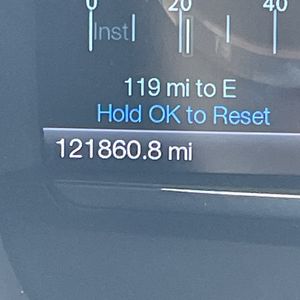 0 20 40
Inst
119 mi to E
Hold OK to Reset
121860.8 mi